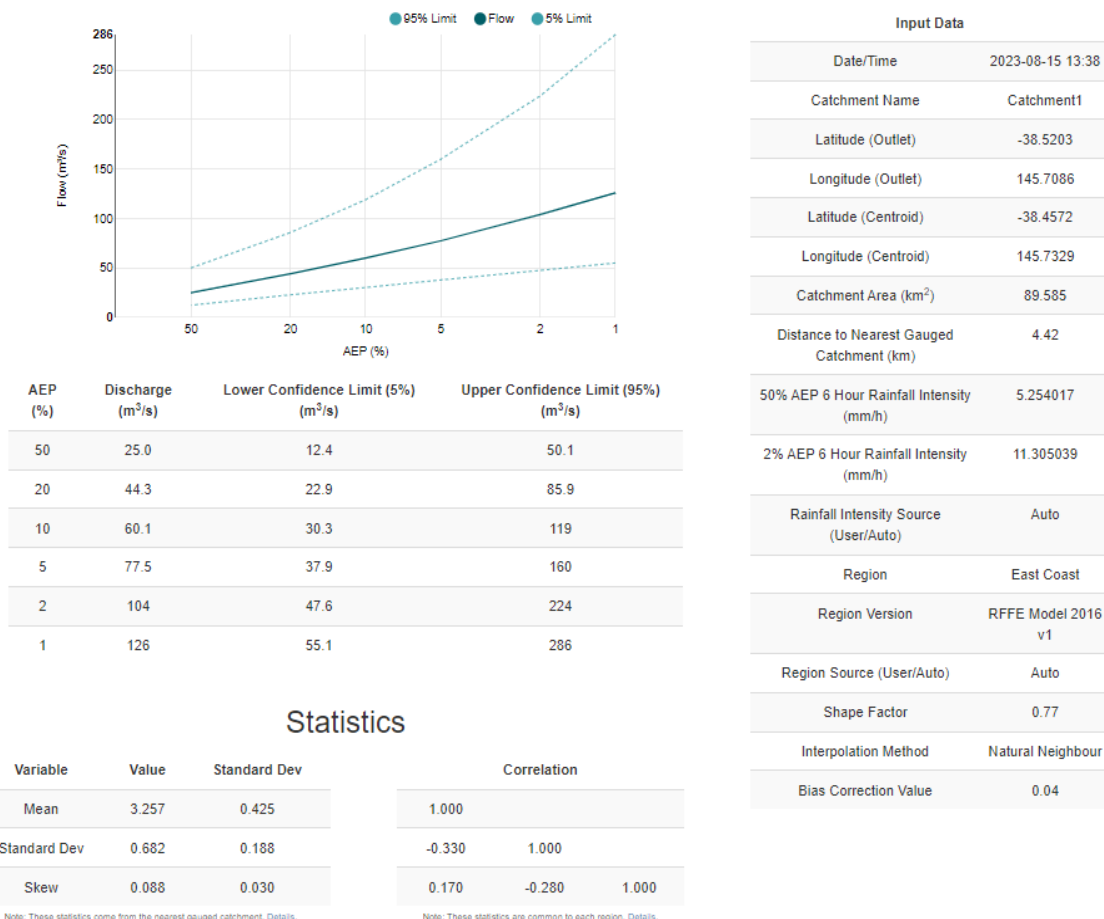 95% Limit Flow 5% Limit
286
250
200
150
100
50
0
Flow (m³/s)
50 20 10 5 2 1
AEP (%)
AEP Discharge Lower Confidence Limit (5%) Upper Confidence Limit (95%)
(%) (m³/s) (m³/s) (m³/s)
50 25.0 12.4 50.1
20 44.3 22.9 85.9
10 60.1 30.3 119
5 77.5 37.9 160
2 104 47.6 224
1 126 55.1 286
Statistics
Variable Value Standard Dev
Mean 3.257 0.425
Standard Dev 0.682 0.188
Skew 0.088 0.030
Note: These statistics come from the nearest gauged catchment. Details.
Correlation
1.000
-0.330 1.000
0.170 -0.280 1.000
Note: These statistics are common to each region. Details.
Input Data
Date/Time 2023-08-15 13:38
Catchment Name Catchment1
Latitude (Outlet) -38.5203
Longitude (Outlet) 145.7086
Latitude (Centroid) -38.4572
Longitude (Centroid) 145.7329
Catchment Area (km²) 89.585
Distance to Nearest Gauged 4.42
Catchment (km)
50% AEP 6 Hour Rainfall Intensity 5.254017
(mm/h)
2% AEP 6 Hour Rainfall Intensity 11.305039
(mm/h)
Rainfall Intensity Source Auto
(User/Auto)
Region East Coast
Region Version RFFE Model 2016
v1
Region Source (User/Auto) Auto
Shape Factor 0.77
Interpolation Method Natural Neighbour
Bias Correction Value 0.04